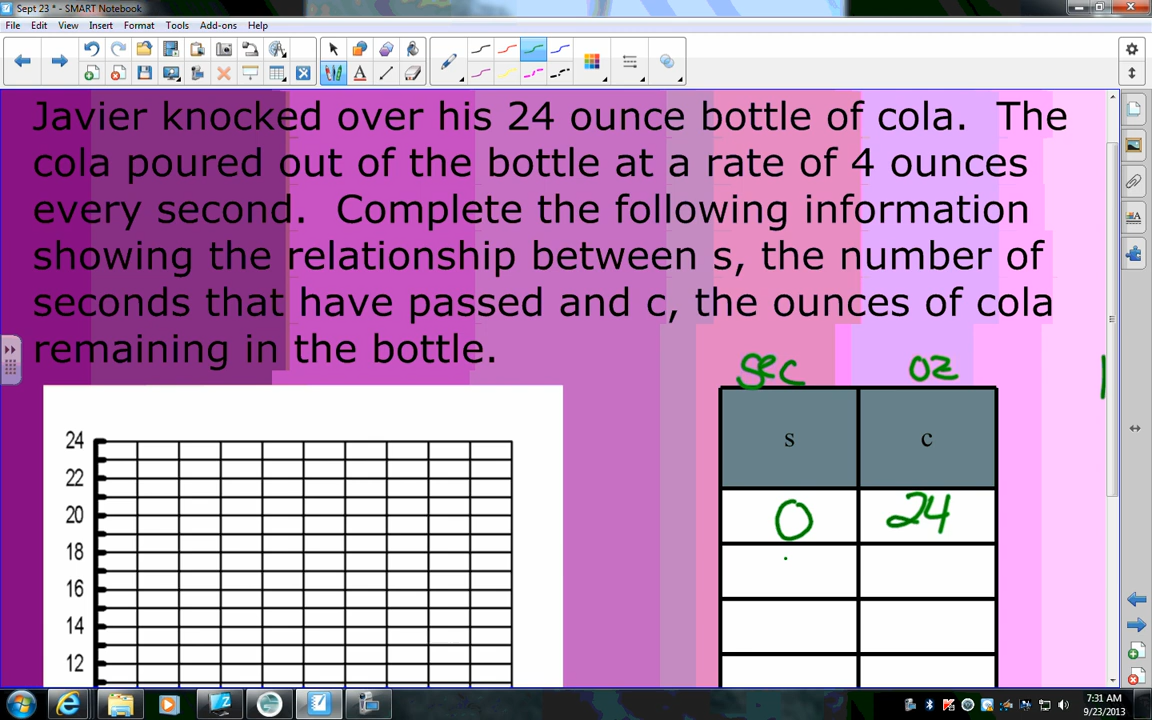 Sept 23 * - SMART Notebook
File Edit View Insert Format Tools Add-ons Help
Javier knocked over his 24 ounce bottle of cola. The
cola poured out of the bottle at a rate of 4 ounces
every second. Complete the following information
showing the relationship between s, the number of
seconds that have passed and c, the ounces of cola
remaining in the bottle.
sec oz
s c
0 24
24
22
20
18
16
14
12
7:31 AM
9/23/2013